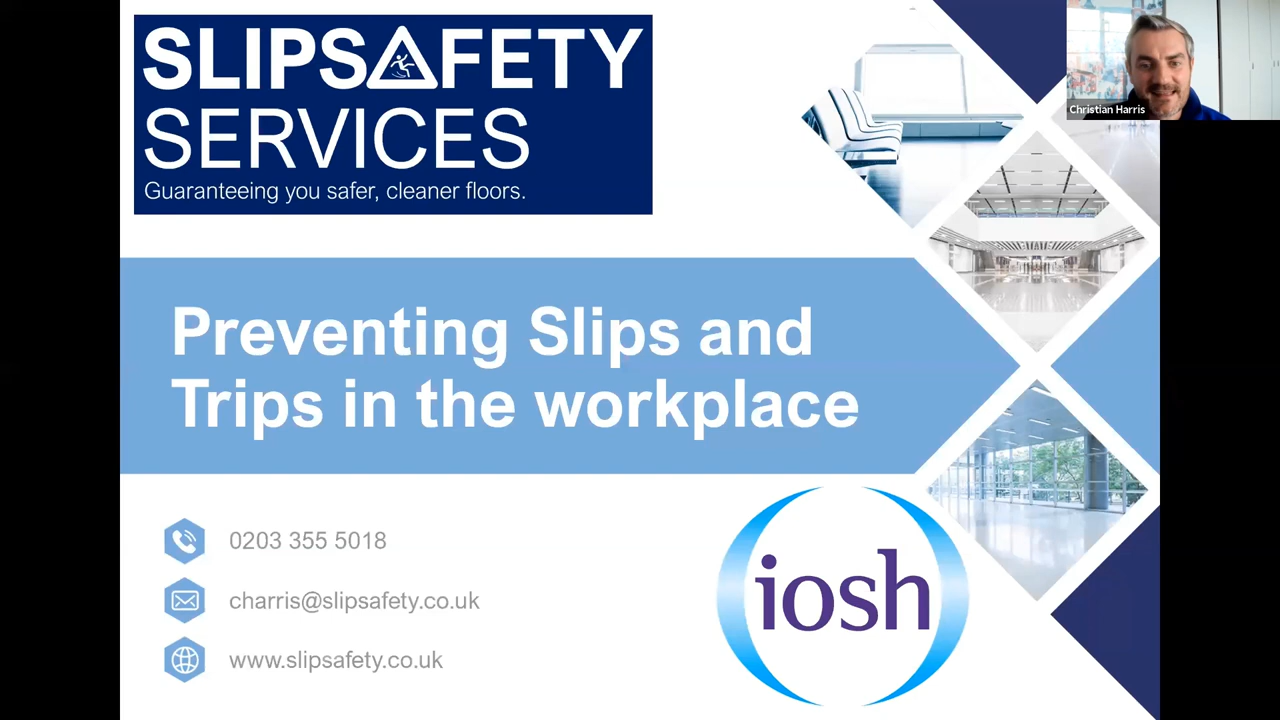 SLIPSAFETY
SERVICES
Guaranteeing you safer, cleaner floors.
Christian Harris
Preventing Slips and
Trips in the workplace
0203 355 5018
charris@slipsafety.co.uk
www.slipsafety.co.uk
iosh